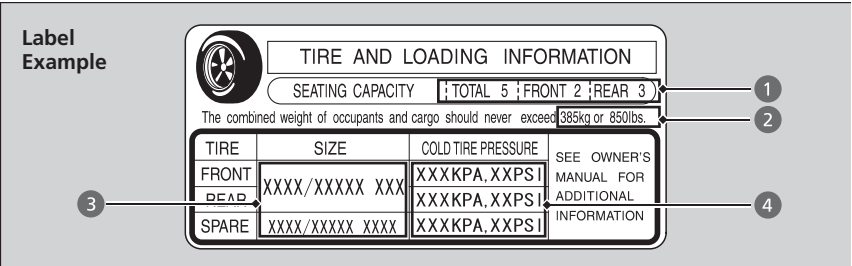 Label
Example
TIRE AND LOADING INFORMATION
SEATING CAPACITY TOTAL 5 FRONT 2 REAR 3
1
The combined weight of occupants and cargo should never exceed 385kg or 850lbs.
2
TIRE SIZE COLD TIRE PRESSURE
SEE OWNER'S
MANUAL FOR
ADDITIONAL
INFORMATION
FRONT XXXX/XXXXX XXX XXXKPA,XXPSI
REAR XXXKPA,XXPSI
SPARE XXXX/XXXXX XXXX XXXKPA,XXPSI
3
4